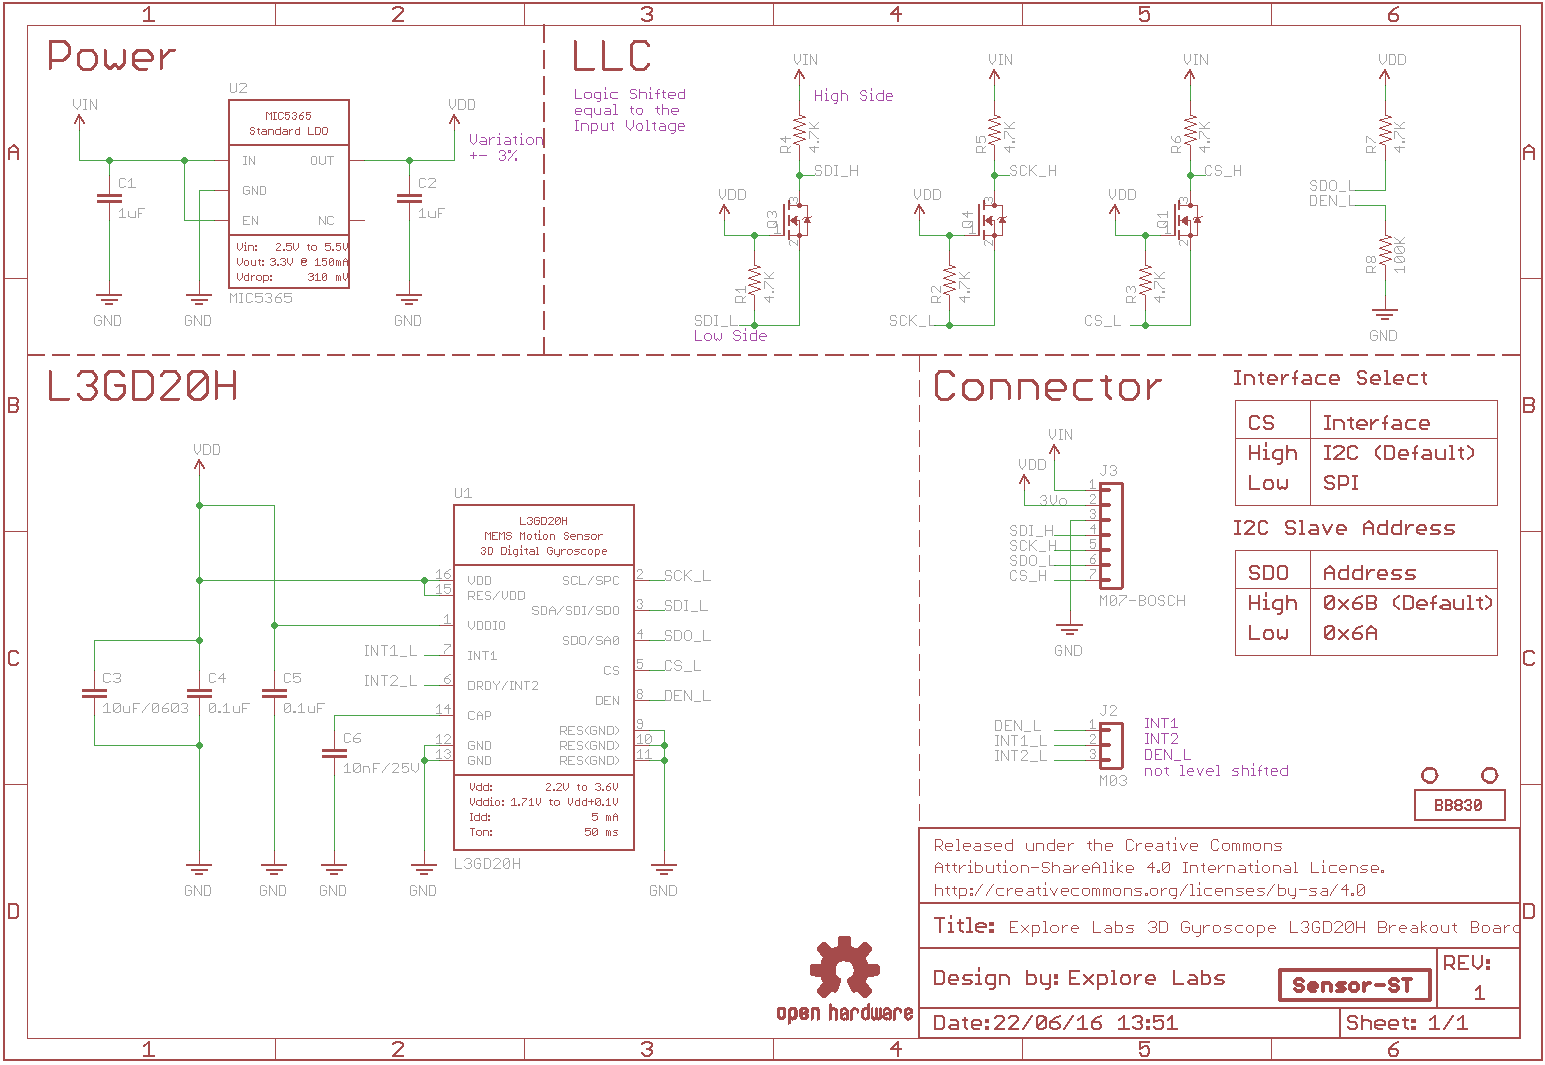 1 2 3 4 5 6
A
B
C
D
Power
U2
VIN
VDD
MIC5365
Standard LDO
IN
OUT
GND
EN
NC
Variation
+- 3%
C1
1uF
C2
1uF
Vin: 2.5V to 5.5V
Vout: 3.3V @ 150mA
Vdrop: 310 mV
MIC5365
GND
GND
GND
LLC
Logic Shifted
equal to the
Input Voltage
VIN
High Side
R4
4.7K
SDI_H
VDD
Q3
1
2
3
R1
4.7K
SDI_L
Low Side
VIN
R5
4.7K
SCK_H
VDD
Q4
1
2
3
R2
4.7K
SCK_L
VIN
R6
4.7K
CS_H
VDD
Q1
1
2
3
R3
4.7K
CS_L
VDD
R7
4.7K
SDO_L
DEN_L
R8
100K
GND
L3GD20H
VDD
U1
L3GD20H
MEMS Motion Sensor
3D Digital Gyroscope
16 VDD
15 RES/VDD
1 VDDIO
INT1_L 7 INT1
INT2_L 6 DRDY/INT2
14 CAP
12 GND
13 GND
SCL/SPC 2 SCK_L
SDA/SDI/SDO 3 SDI_L
SDO/SA0 4 SDO_L
CS 5 CS_L
DEN 8 DEN_L
RES(GND) 9
RES(GND) 10
RES(GND) 11
C3
10uF/0603
C4
0.1uF
C5
0.1uF
C6
10nF/25V
Vdd: 2.2V to 3.6V
Vddio: 1.71V to Vdd+0.1V
Idd: 5 mA
Ton: 50 ms
L3GD20H
GND
GND
GND
GND
GND
Connector
VIN
VDD
J3
1
3Vo 2
3
SDI_H 4
SCK_H 5
SDO_L 6
CS_H 7
M07-BOSCH
GND
Interface Select
CS Interface
High I2C (Default)
Low SPI
I2C Slave Address
SDO Address
High 0x6B (Default)
Low 0x6A
J2
DEN_L 1
INT1_L 2
INT2_L 3
M03
INT1
INT2
DEN_L
not level shifted
BB830
Released under the Creative Commons
Attribution-ShareAlike 4.0 International License.
http://creativecommons.org/licenses/by-sa/4.0
Title: Explore Labs 3D Gyroscope L3GD20H Breakout Board
Design by: Explore Labs
Sensor-ST
REV:
1
Date:22/06/16 13:51
Sheet: 1/1
open hardware
A
B
C
D
1 2 3 4 5 6